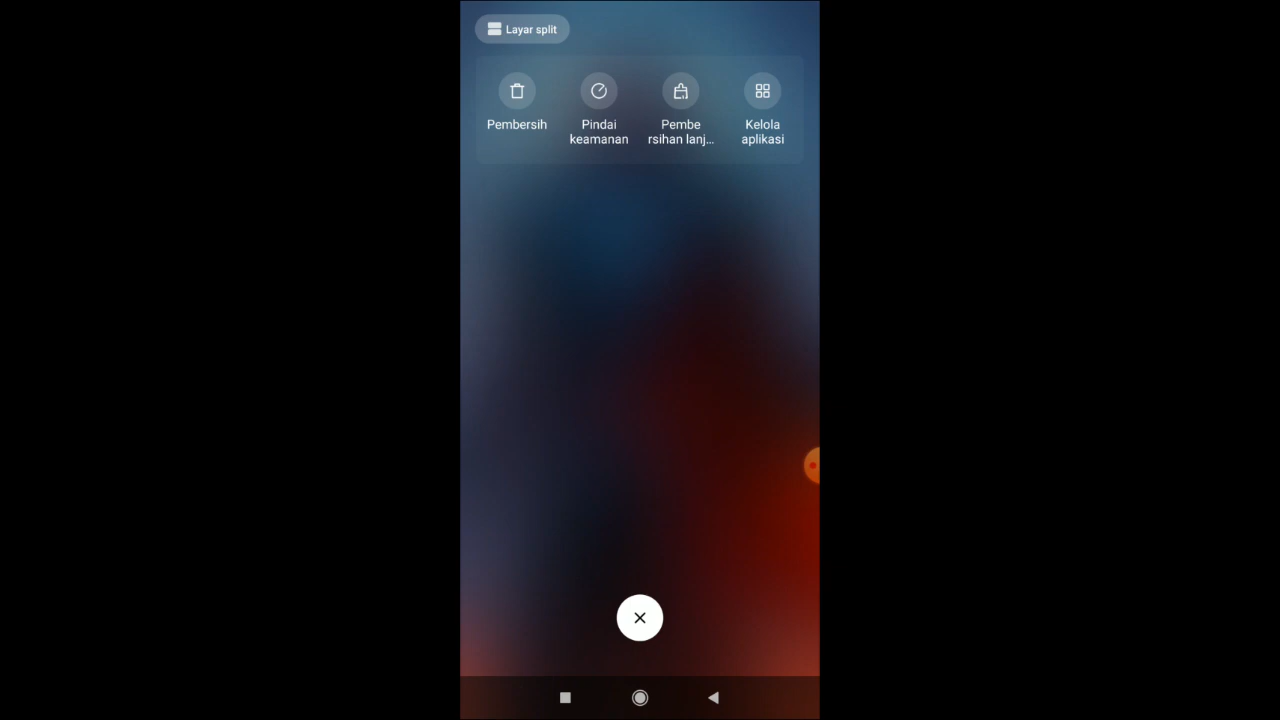 Layar split
Pembersih
Pindai
keamanan
Pembe
rsihan lanj...
Kelola
aplikasi